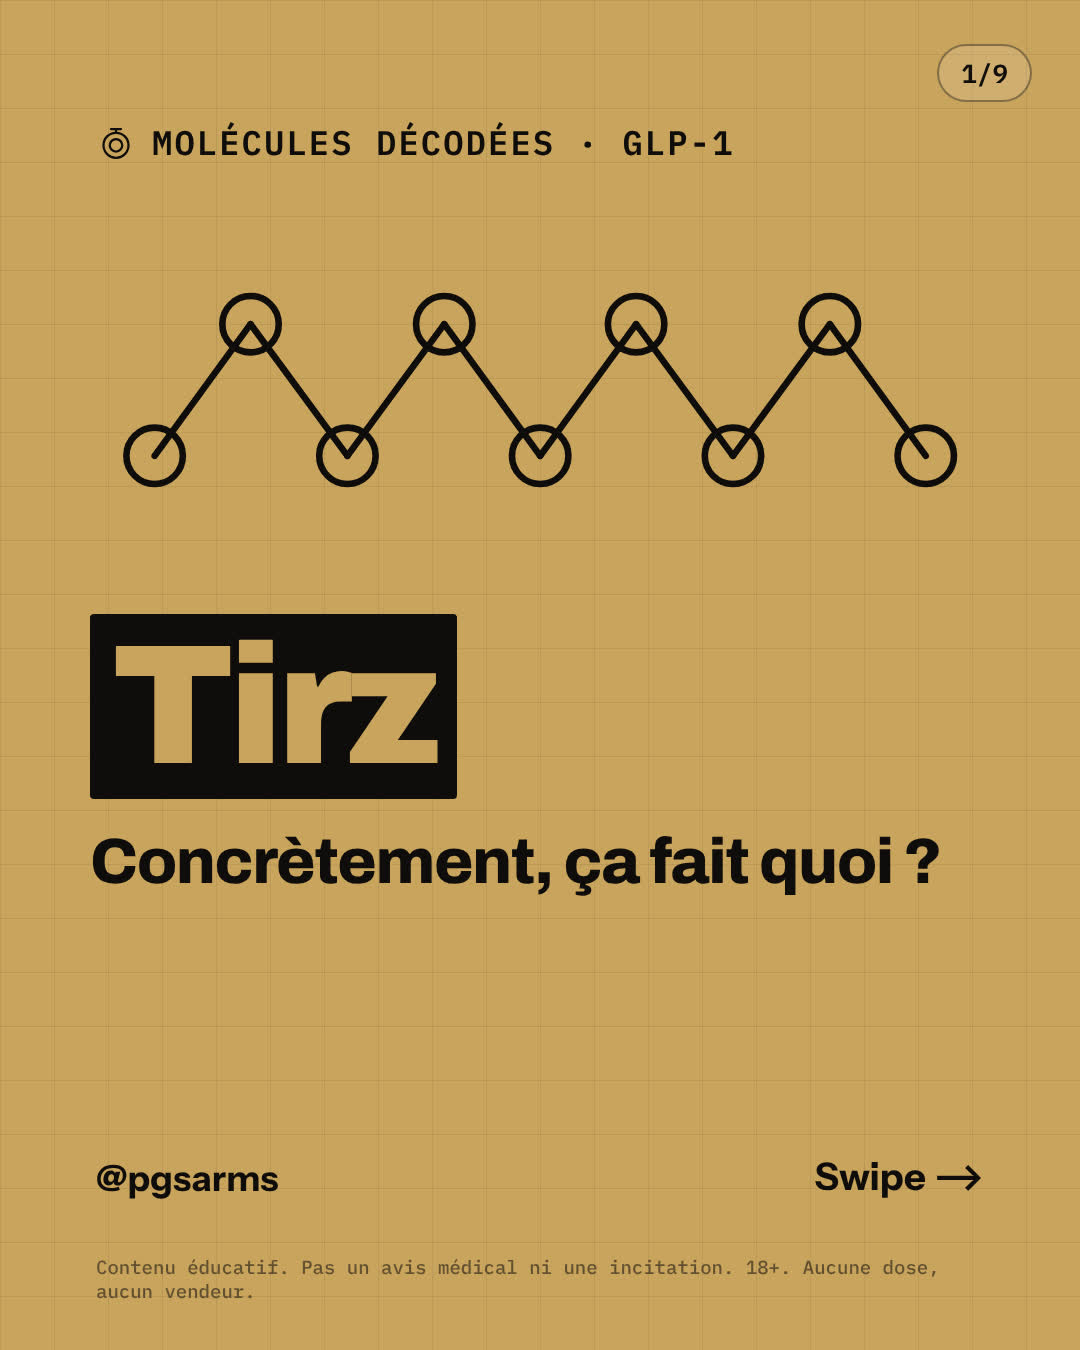 1/9
MOLÉCULES DÉCODÉES · GLP-1
Tirz
Concrètement, ça fait quoi ?
@pgsarms
Swipe →
Contenu éducatif. Pas un avis médical ni une incitation. 18+. Aucune dose,
aucun vendeur.